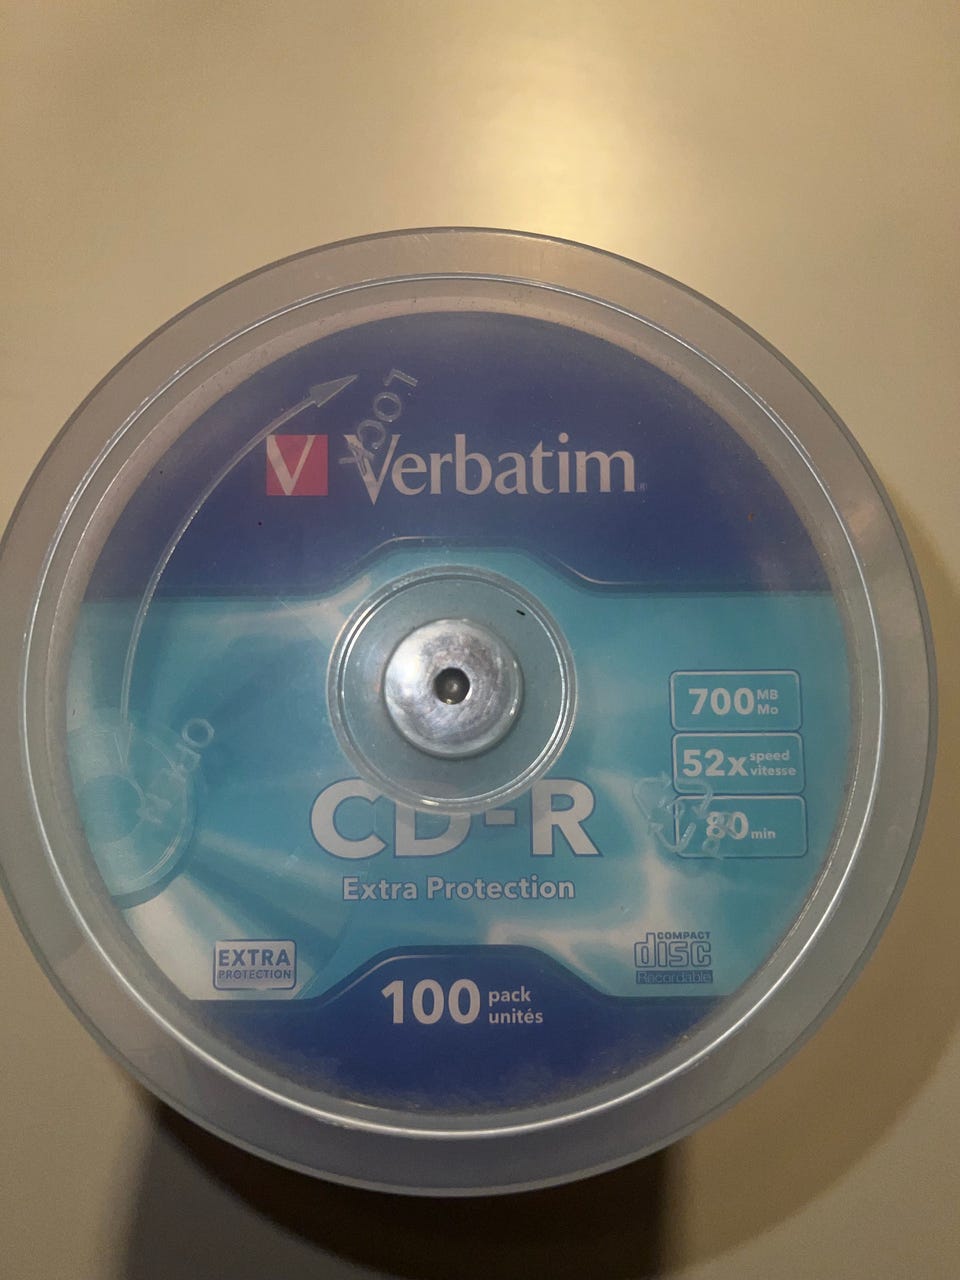 LOCK
V Verbatim®
700 MB
Mo
52x speed
vitesse
80 min
OPEN
CD-R
Extra Protection
EXTRA
PROTECTION
COMPACT
disc
Recordable
100 pack
unités